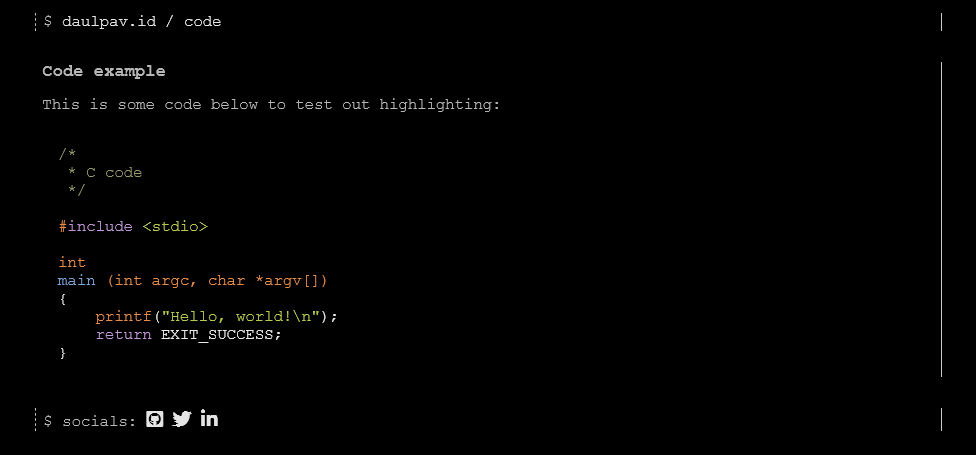 $ daulpav.id / code
Code example
This is some code below to test out highlighting:
/*
 * C code
 */
#include <stdio>
int
main (int argc, char *argv[])
{
    printf("Hello, world!\n");
    return EXIT_SUCCESS;
}
$ socials: